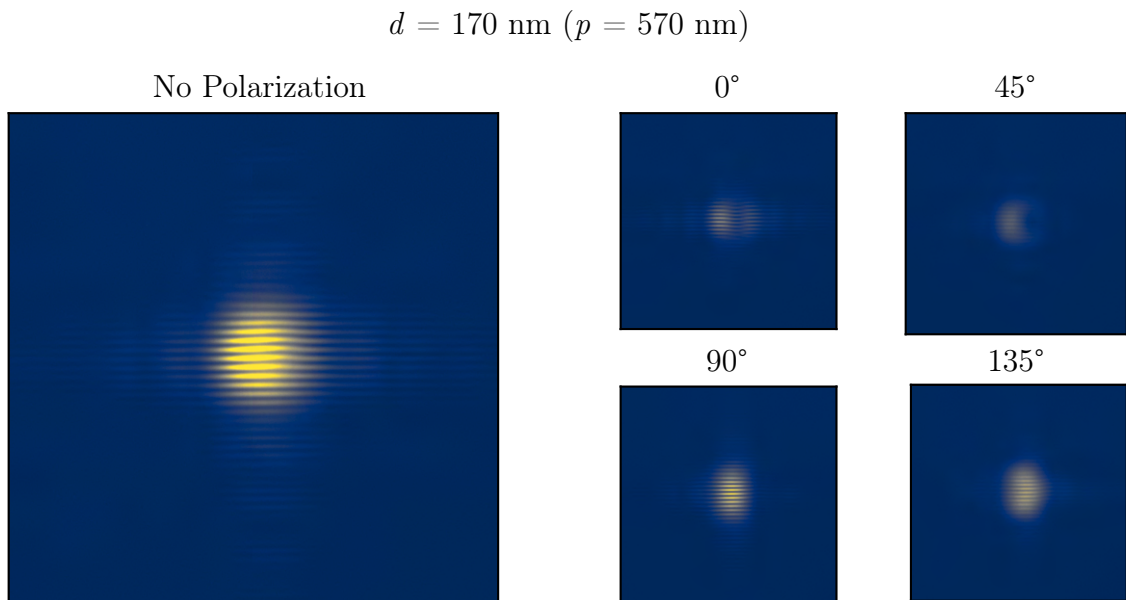 d = 170 nm (p = 570 nm)
No Polarization
0°
45°
90°
135°